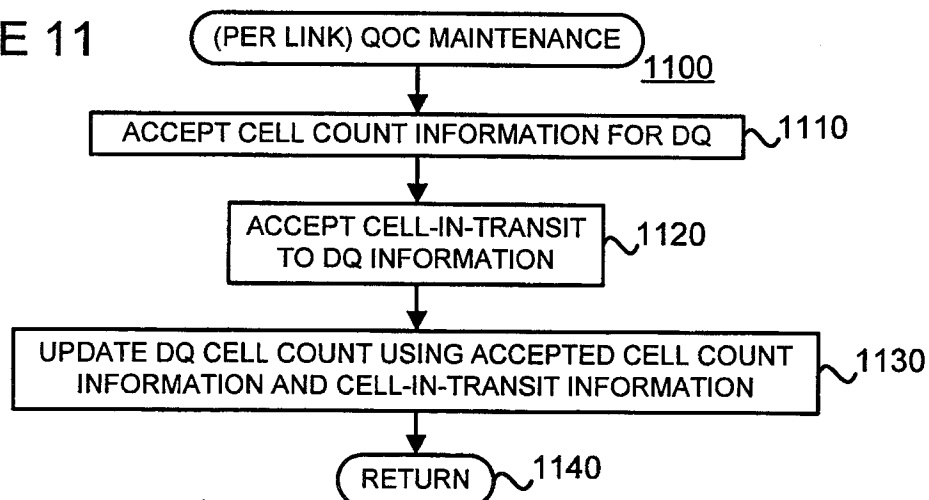 E 11
(PER LINK) QOC MAINTENANCE
1100
ACCEPT CELL COUNT INFORMATION FOR DQ
1110
ACCEPT CELL-IN-TRANSIT
TO DQ INFORMATION
1120
UPDATE DQ CELL COUNT USING ACCEPTED CELL COUNT
INFORMATION AND CELL-IN-TRANSIT INFORMATION
1130
RETURN
1140